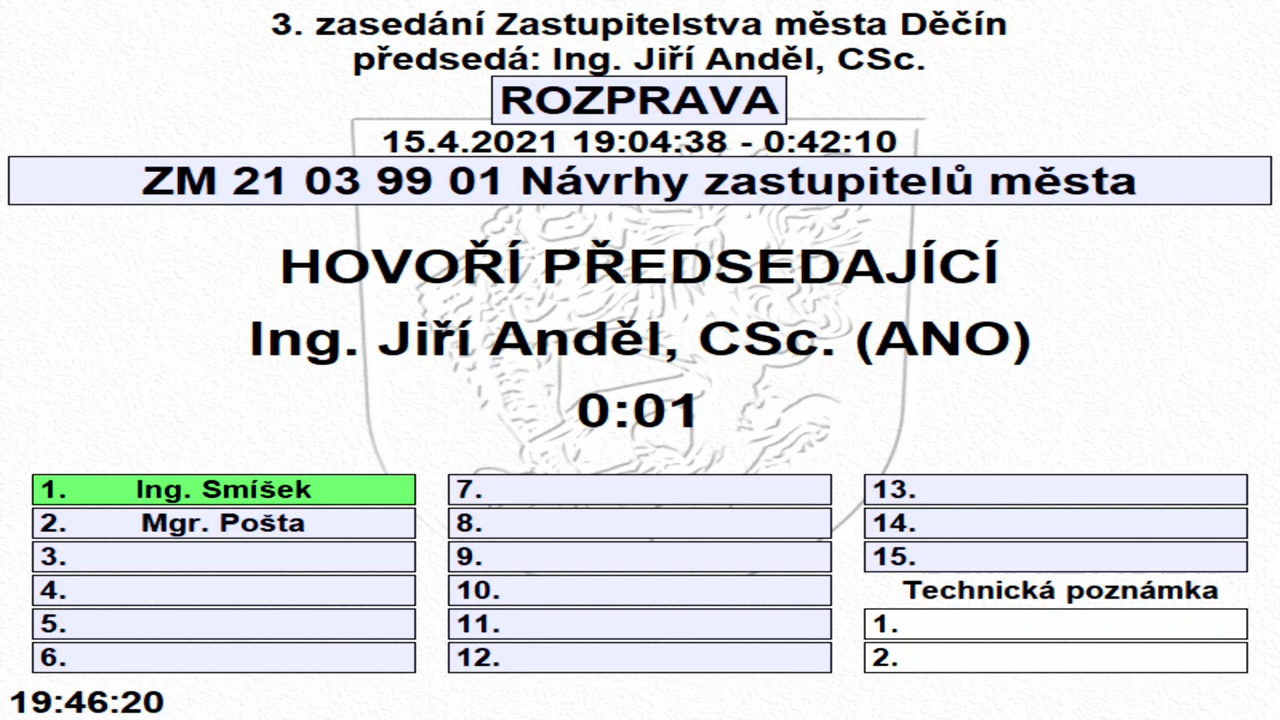 3. zasedání Zastupitelstva města Děčín
předsedá: Ing. Jiří Anděl, CSc.
ROZPRAVA
15.4.2021 19:04:38 - 0:42:10
ZM 21 03 99 01 Návrhy zastupitelů města
HOVOŘÍ PŘEDSEDAJÍCÍ
Ing. Jiří Anděl, CSc. (ANO)
0:01
1. Ing. Smíšek
2. Mgr. Pošta
3.
4.
5.
6.
7.
8.
9.
10.
11.
12.
13.
14.
15.
Technická poznámka
1.
2.
19:46:20